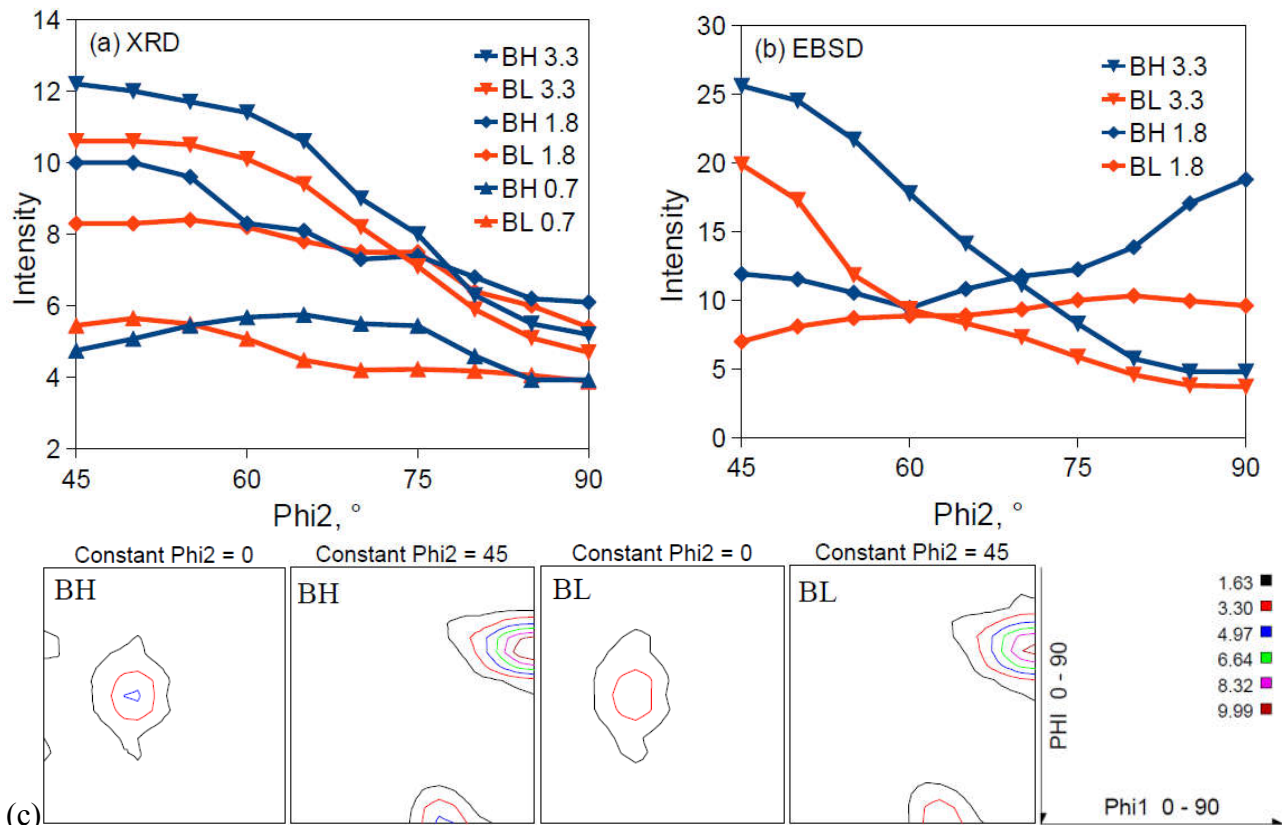 (a) XRD
BH 3.3
BL 3.3
BH 1.8
BL 1.8
BH 0.7
BL 0.7
14
12
10
8
6
4
2
Intensity
45
60
75
90
Phi2, °
(b) EBSD
BH 3.3
BL 3.3
BH 1.8
BL 1.8
30
25
20
15
10
5
0
Intensity
45
60
75
90
Phi2, °
Constant Phi2 = 0
Constant Phi2 = 45
Constant Phi2 = 0
Constant Phi2 = 45
BH
BH
BL
BL
PHI 0 - 90
1.63
3.30
4.97
6.64
8.32
9.99
Phi1 0 - 90
(c)